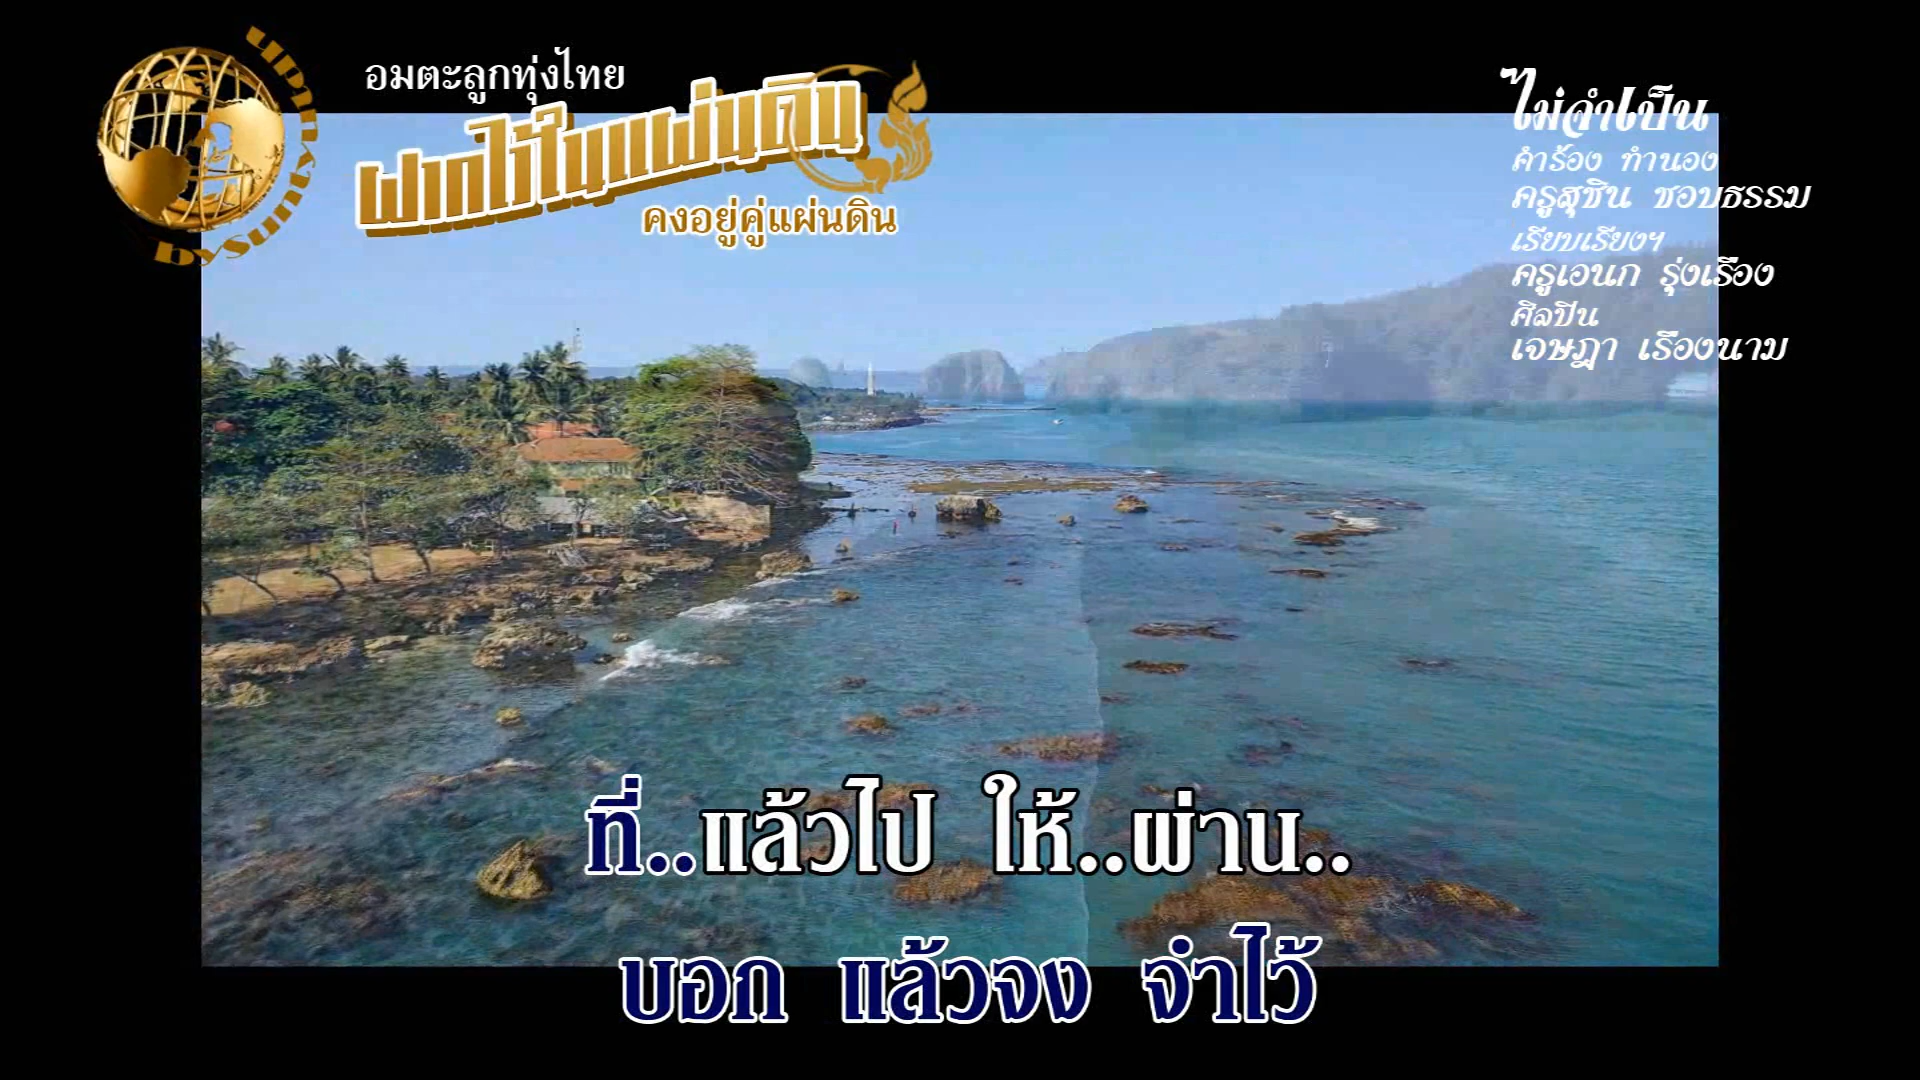 bySuntyundh
อมตะลูกทุ่งไทย
ฝากไว้ในแผ่นดิน
คงอยู่คู่แผ่นดิน
ไม่จำเป็น
คำร้อง ทำนอง
ครูสุชิน ชอบธรรม
เรียบเรียงฯ
ครูเอนก รุ่งเรือง
ศิลปิน
เจษฎา เรืองนาม
ที่..แล้วไป ให้..ผ่าน..
บอก แล้วจง จำไว้